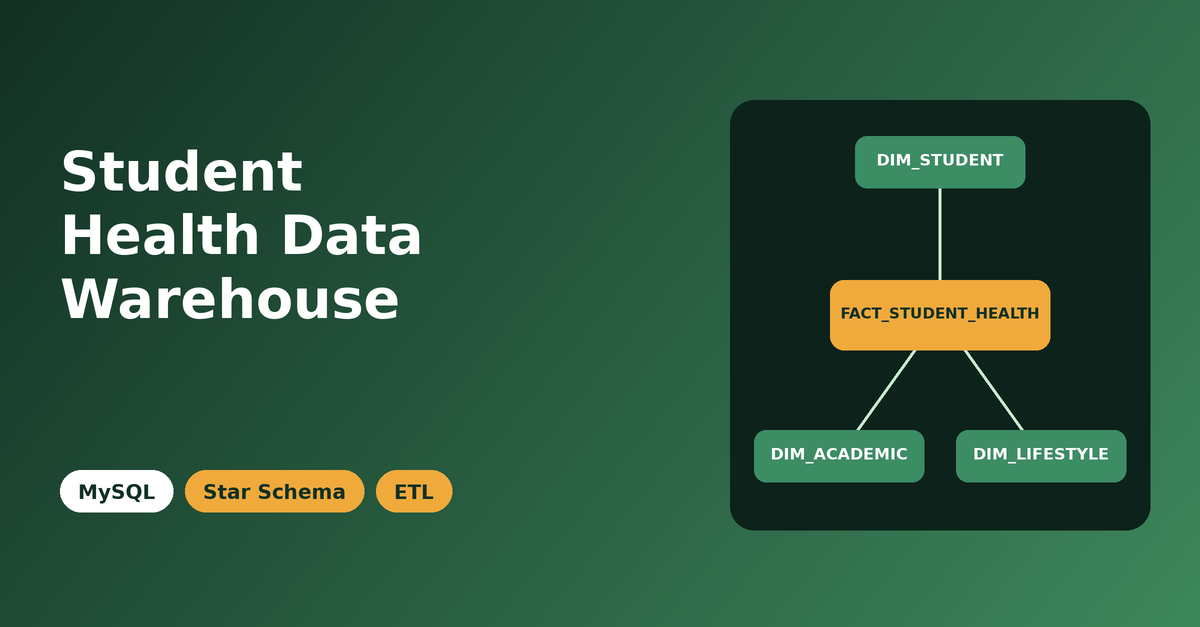 Student
Health Data
Warehouse
MySQL
Star Schema
ETL
DIM_STUDENT
FACT_STUDENT_HEALTH
DIM_ACADEMIC
DIM_LIFESTYLE